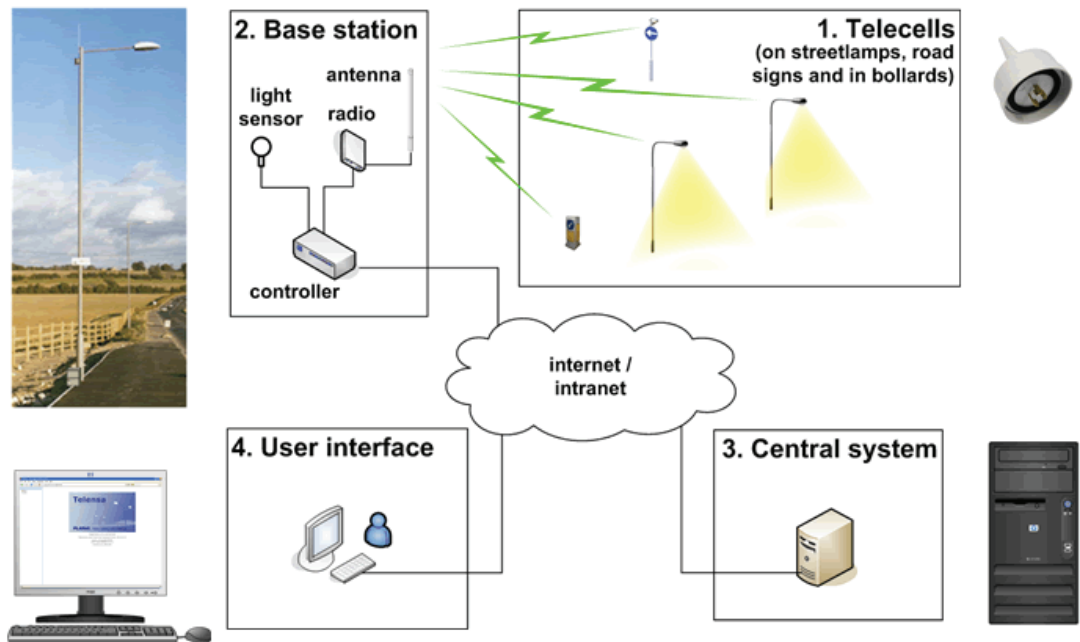 2. Base station
antenna
light
sensor
radio
controller
1. Telecells
(on streetlamps, road
signs and in bollards)
internet /
intranet
4. User interface
3. Central system
Telensa